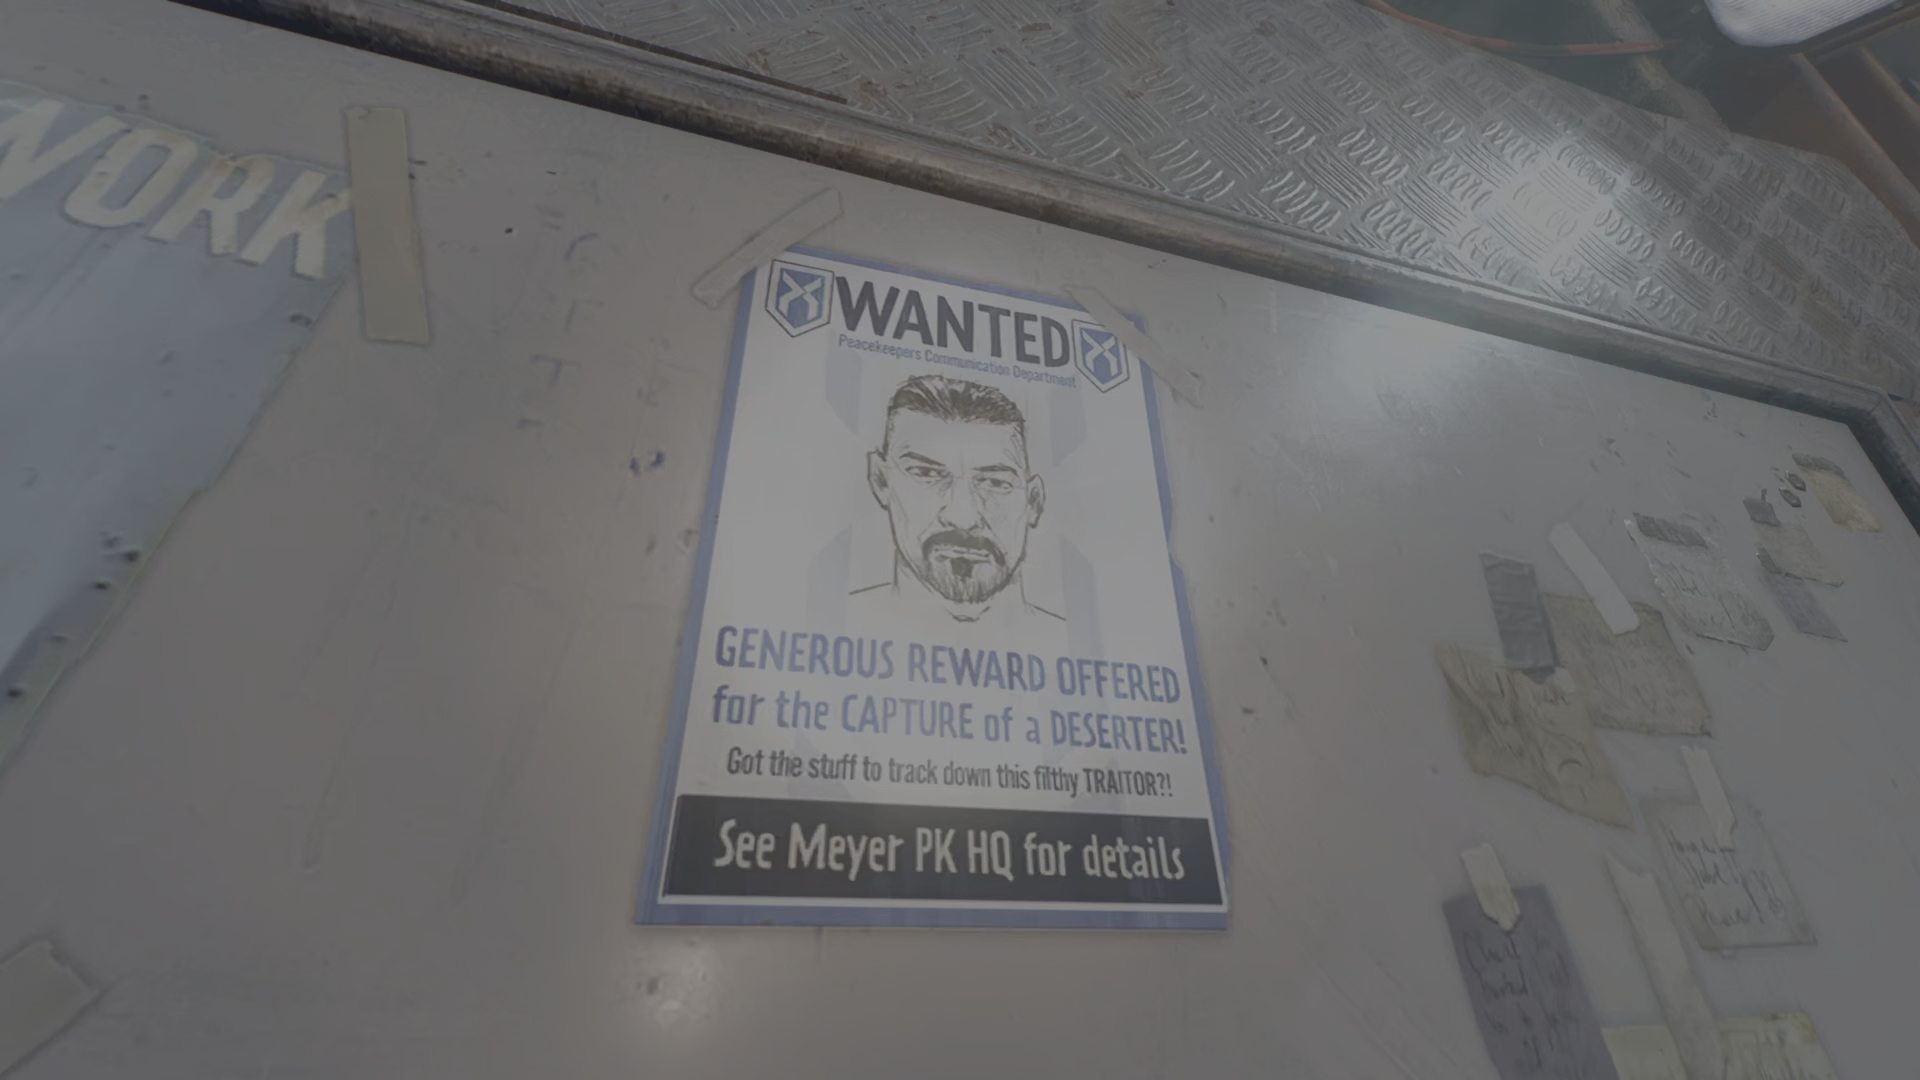 WORK
WANTED
Peacekeepers Communication Department
GENEROUS REWARD OFFERED
for the CAPTURE of a DESERTER!
Got the stuff to track down this filthy TRAITOR?!
See Meyer PK HQ for details